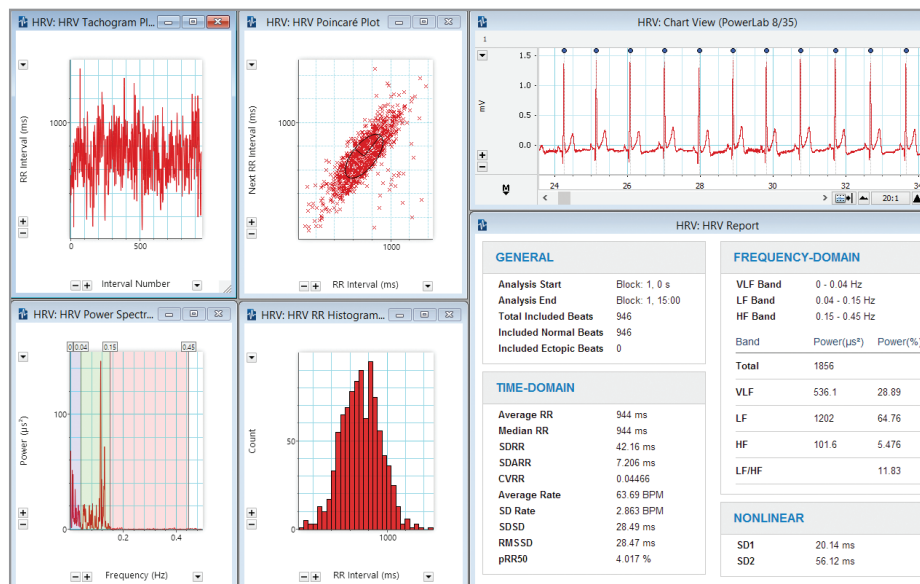 HRV: HRV Tachogram Pl...
RR Interval (ms)
1000
0
500
Interval Number
HRV: HRV Poincaré Plot
Next RR Interval (ms)
1000
1000
RR Interval (ms)
HRV: Chart View (PowerLab 8/35)
1
mV
1.5
1.0
0.5
0.0
M
24
26
28
30
32
34
20:1
HRV: HRV Power Spectr...
0
0.04
0.15
0.45
Power (µs²)
100
0
0.2
0.4
Frequency (Hz)
HRV: HRV RR Histogram...
Count
50
0
1000
RR Interval (ms)
HRV: HRV Report
GENERAL
Analysis Start Block: 1, 0 s
Analysis End Block: 1, 15:00
Total Included Beats 946
Included Normal Beats 946
Included Ectopic Beats 0
TIME-DOMAIN
Average RR 944 ms
Median RR 944 ms
SDRR 42.16 ms
SDARR 7.206 ms
CVRR 0.04466
Average Rate 63.69 BPM
SD Rate 2.863 BPM
SDSD 28.49 ms
RMSSD 28.47 ms
pRR50 4.017 %
FREQUENCY-DOMAIN
VLF Band 0 - 0.04 Hz
LF Band 0.04 - 0.15 Hz
HF Band 0.15 - 0.45 Hz
Band Power(µs²) Power(%)
Total 1856
VLF 536.1 28.89
LF 1202 64.76
HF 101.6 5.476
LF/HF 11.83
NONLINEAR
SD1 20.14 ms
SD2 56.12 ms